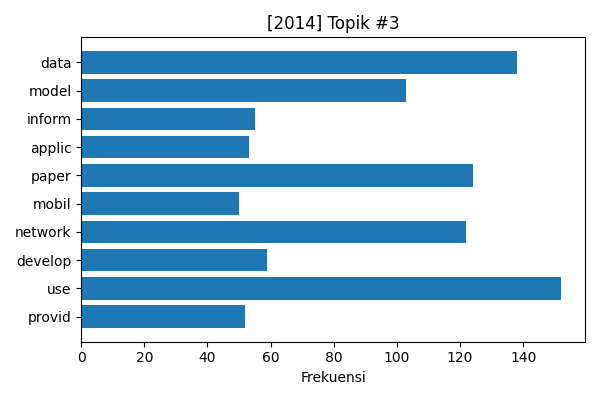 [2014] Topik #3
data
model
inform
applic
paper
mobil
network
develop
use
provid
0 20 40 60 80 100 120 140
Frekuensi